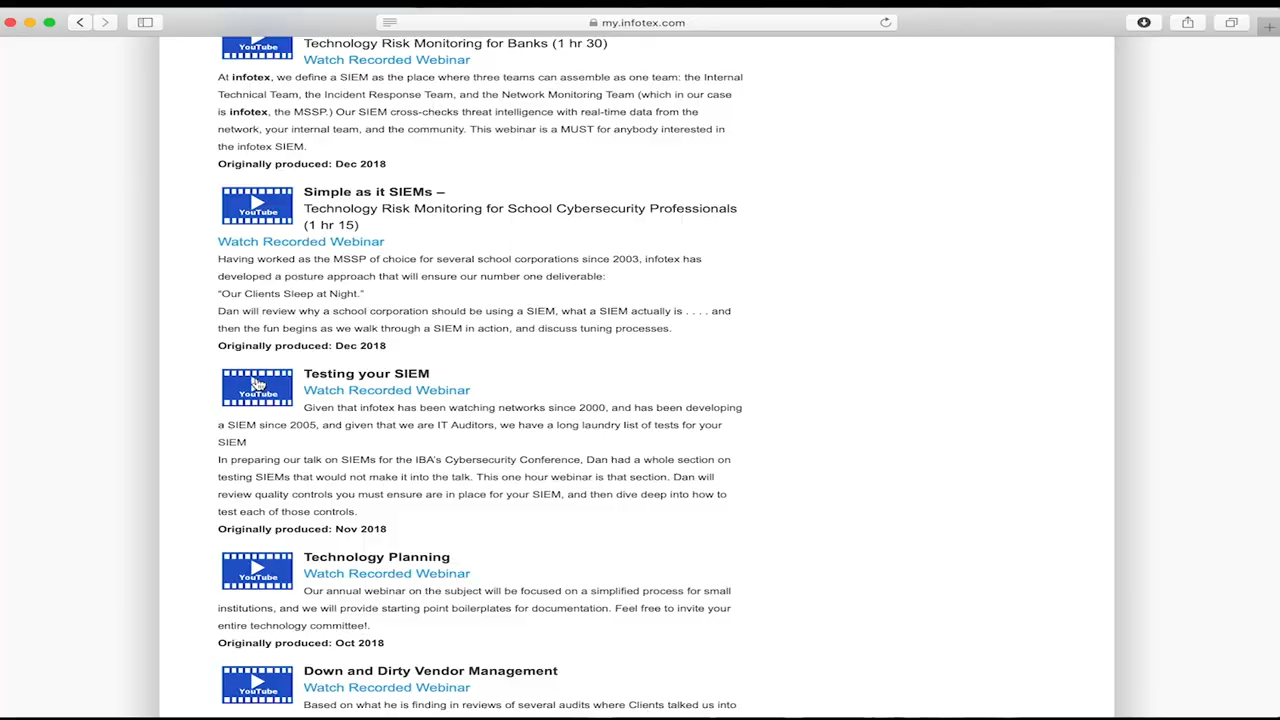 my.infotex.com
YouTube
Technology Risk Monitoring for Banks (1 hr 30)
Watch Recorded Webinar
At infotex, we define a SIEM as the place where three teams can assemble as one team: the Internal
Technical Team, the Incident Response Team, and the Network Monitoring Team (which in our case
is infotex, the MSSP.) Our SIEM cross-checks threat intelligence with real-time data from the
network, your internal team, and the community. This webinar is a MUST for anybody interested in
the infotex SIEM.
Originally produced: Dec 2018
YouTube
Simple as it SIEMs –
Technology Risk Monitoring for School Cybersecurity Professionals
(1 hr 15)
Watch Recorded Webinar
Having worked as the MSSP of choice for several school corporations since 2003, infotex has
developed a posture approach that will ensure our number one deliverable:
“Our Clients Sleep at Night.”
Dan will review why a school corporation should be using a SIEM, what a SIEM actually is . . . . and
then the fun begins as we walk through a SIEM in action, and discuss tuning processes.
Originally produced: Dec 2018
YouTube
Testing your SIEM
Watch Recorded Webinar
Given that infotex has been watching networks since 2000, and has been developing
a SIEM since 2005, and given that we are IT Auditors, we have a long laundry list of tests for your
SIEM
In preparing our talk on SIEMs for the IBA’s Cybersecurity Conference, Dan had a whole section on
testing SIEMs that would not make it into the talk. This one hour webinar is that section. Dan will
review quality controls you must ensure are in place for your SIEM, and then dive deep into how to
test each of those controls.
Originally produced: Nov 2018
YouTube
Technology Planning
Watch Recorded Webinar
Our annual webinar on the subject will be focused on a simplified process for small
institutions, and we will provide starting point boilerplates for documentation. Feel free to invite your
entire technology committee!.
Originally produced: Oct 2018
YouTube
Down and Dirty Vendor Management
Watch Recorded Webinar
Based on what he is finding in reviews of several audits where Clients talked us into